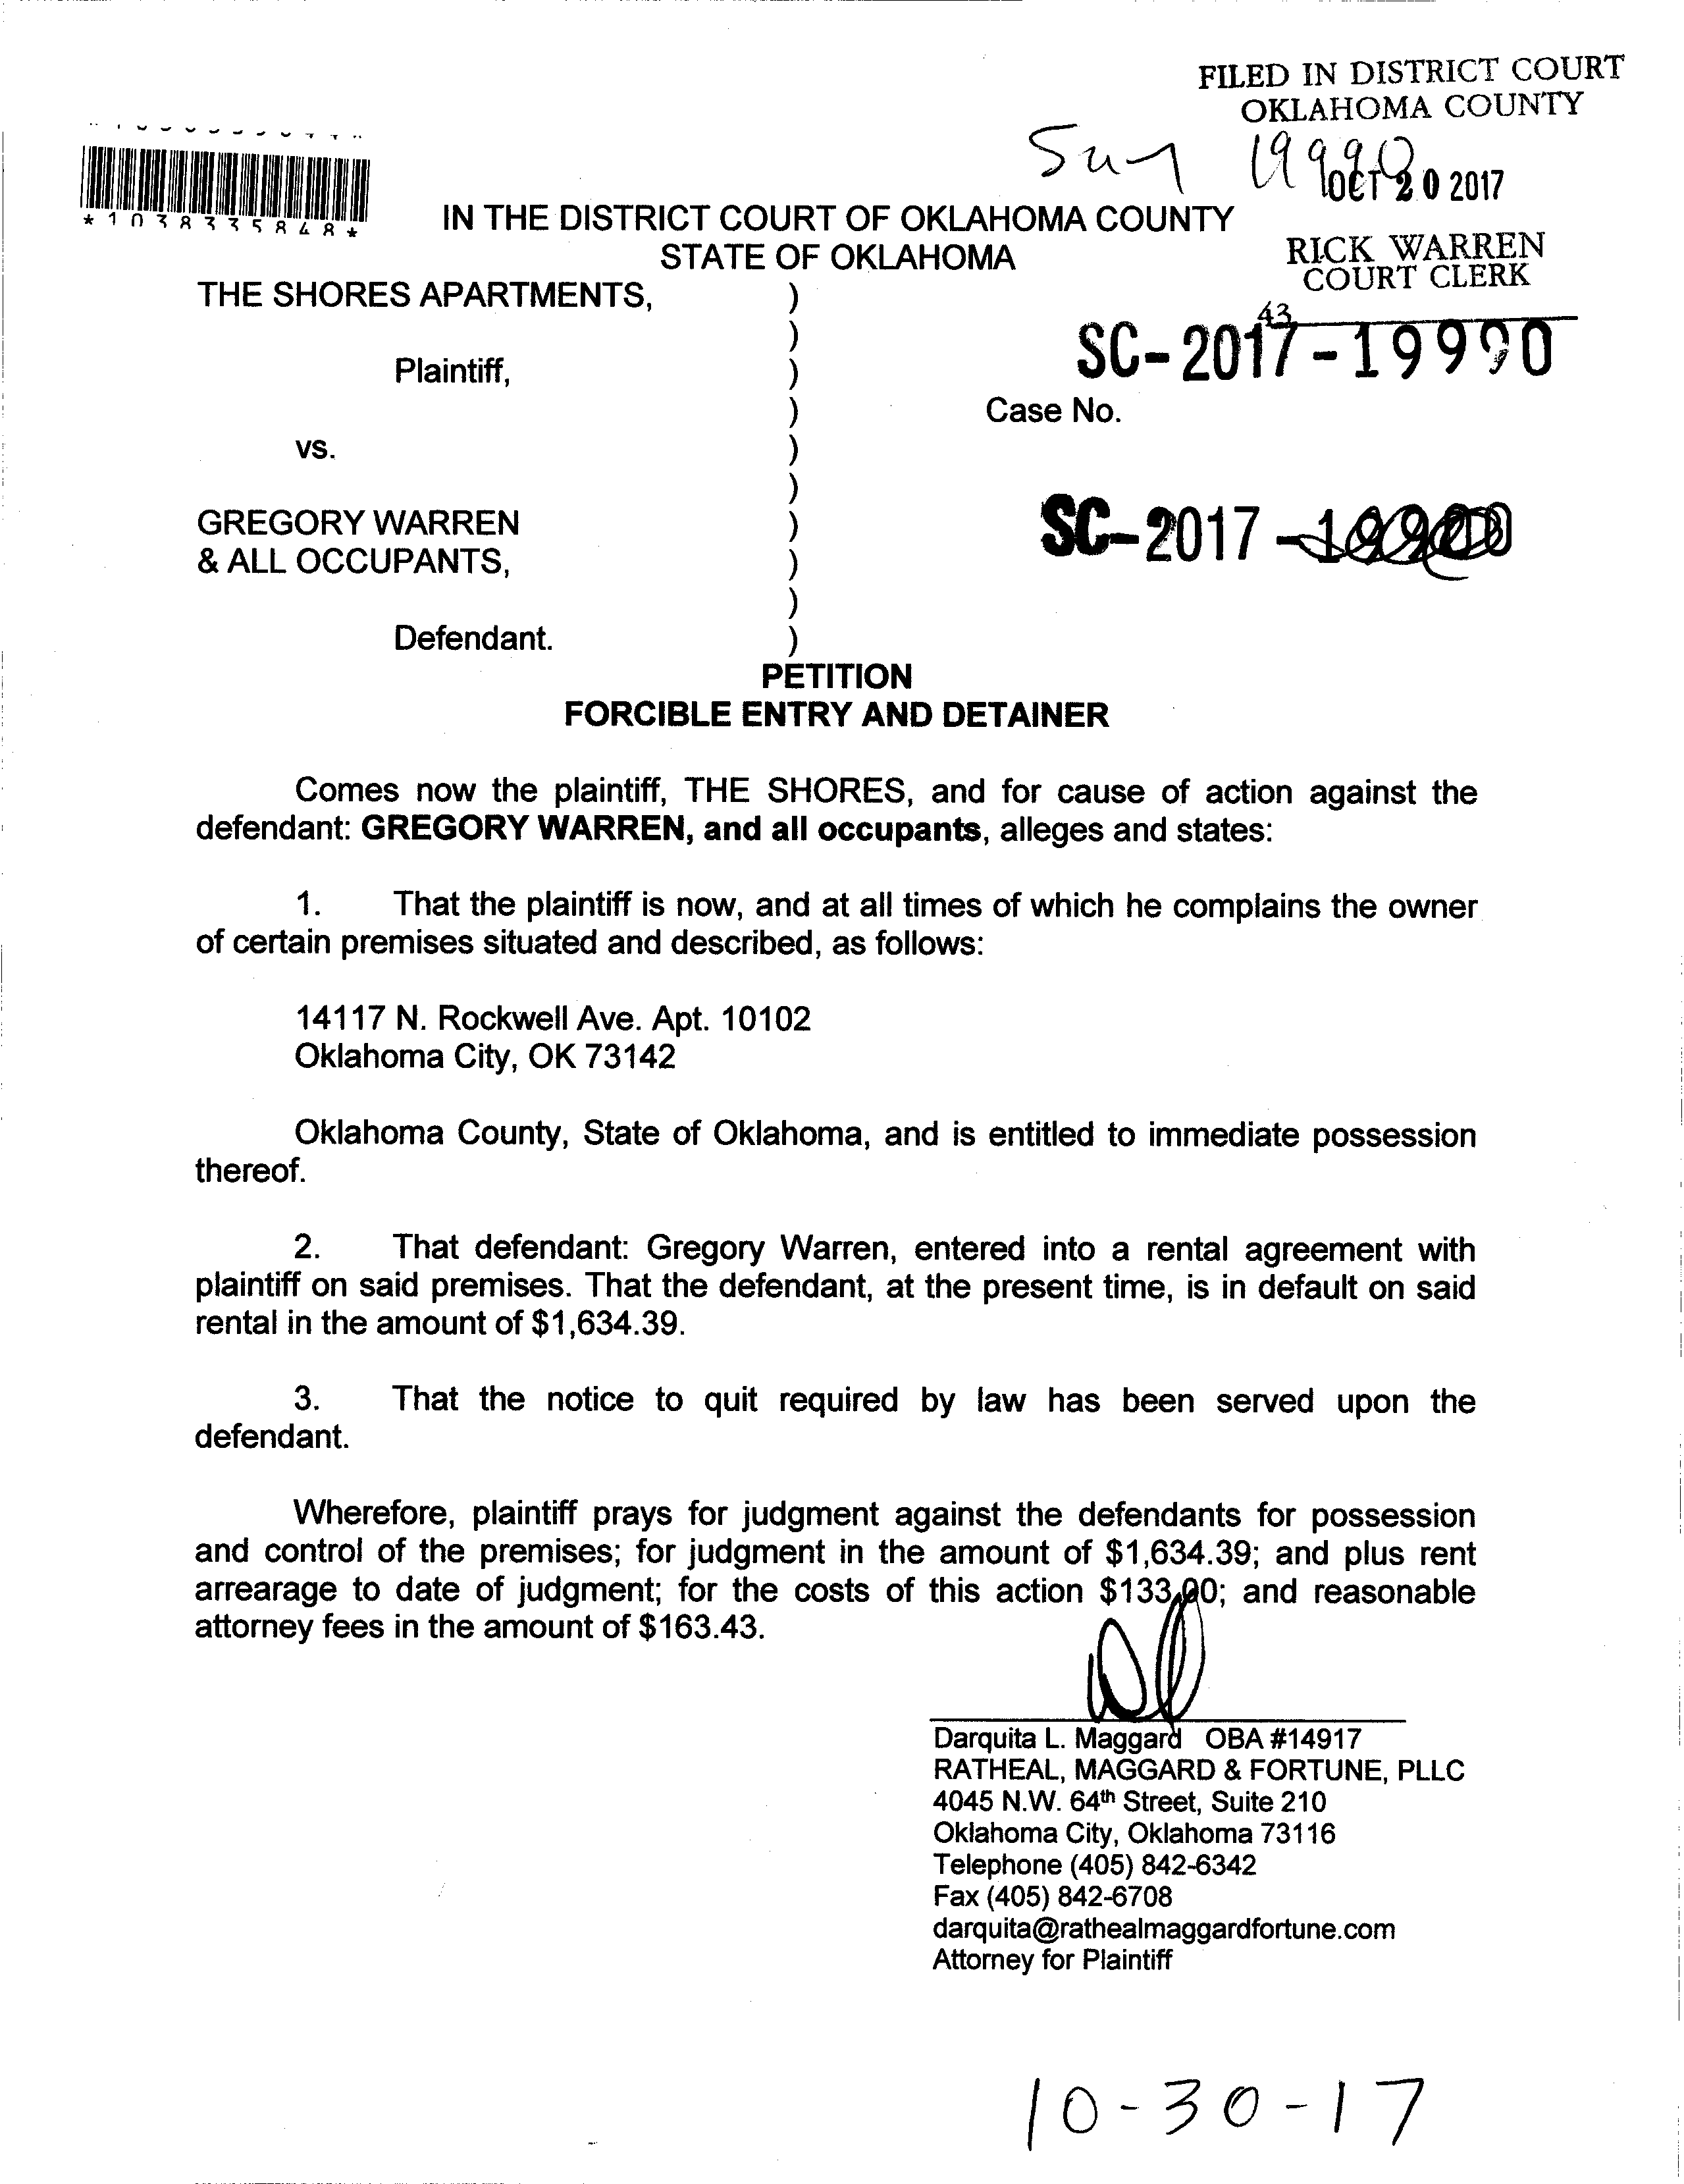 FILED IN DISTRICT COURT
OKLAHOMA COUNTY
19990
OCT 20 2017
*1038335848*
IN THE DISTRICT COURT OF OKLAHOMA COUNTY
STATE OF OKLAHOMA
RICK WARREN
COURT CLERK
43
THE SHORES APARTMENTS,
SC-2017-19990
Plaintiff,
Case No.
vs.
SC-2017
GREGORY WARREN
& ALL OCCUPANTS,
Defendant.
PETITION
FORCIBLE ENTRY AND DETAINER
Comes now the plaintiff, THE SHORES, and for cause of action against the
defendant: GREGORY WARREN, and all occupants, alleges and states:
1. That the plaintiff is now, and at all times of which he complains the owner
of certain premises situated and described, as follows:
14117 N. Rockwell Ave. Apt. 10102
Oklahoma City, OK 73142
Oklahoma County, State of Oklahoma, and is entitled to immediate possession
thereof.
2. That defendant: Gregory Warren, entered into a rental agreement with
plaintiff on said premises. That the defendant, at the present time, is in default on said
rental in the amount of $1,634.39.
3. That the notice to quit required by law has been served upon the
defendant.
Wherefore, plaintiff prays for judgment against the defendants for possession
and control of the premises; for judgment in the amount of $1,634.39; and plus rent
arrearage to date of judgment; for the costs of this action $133.00; and reasonable
attorney fees in the amount of $163.43.
Darquita L. Maggard OBA #14917
RATHEAL, MAGGARD & FORTUNE, PLLC
4045 N.W. 64th Street, Suite 210
Oklahoma City, Oklahoma 73116
Telephone (405) 842-6342
Fax (405) 842-6708
darquita@rathealmaggardfortune.com
Attorney for Plaintiff
10-30-17